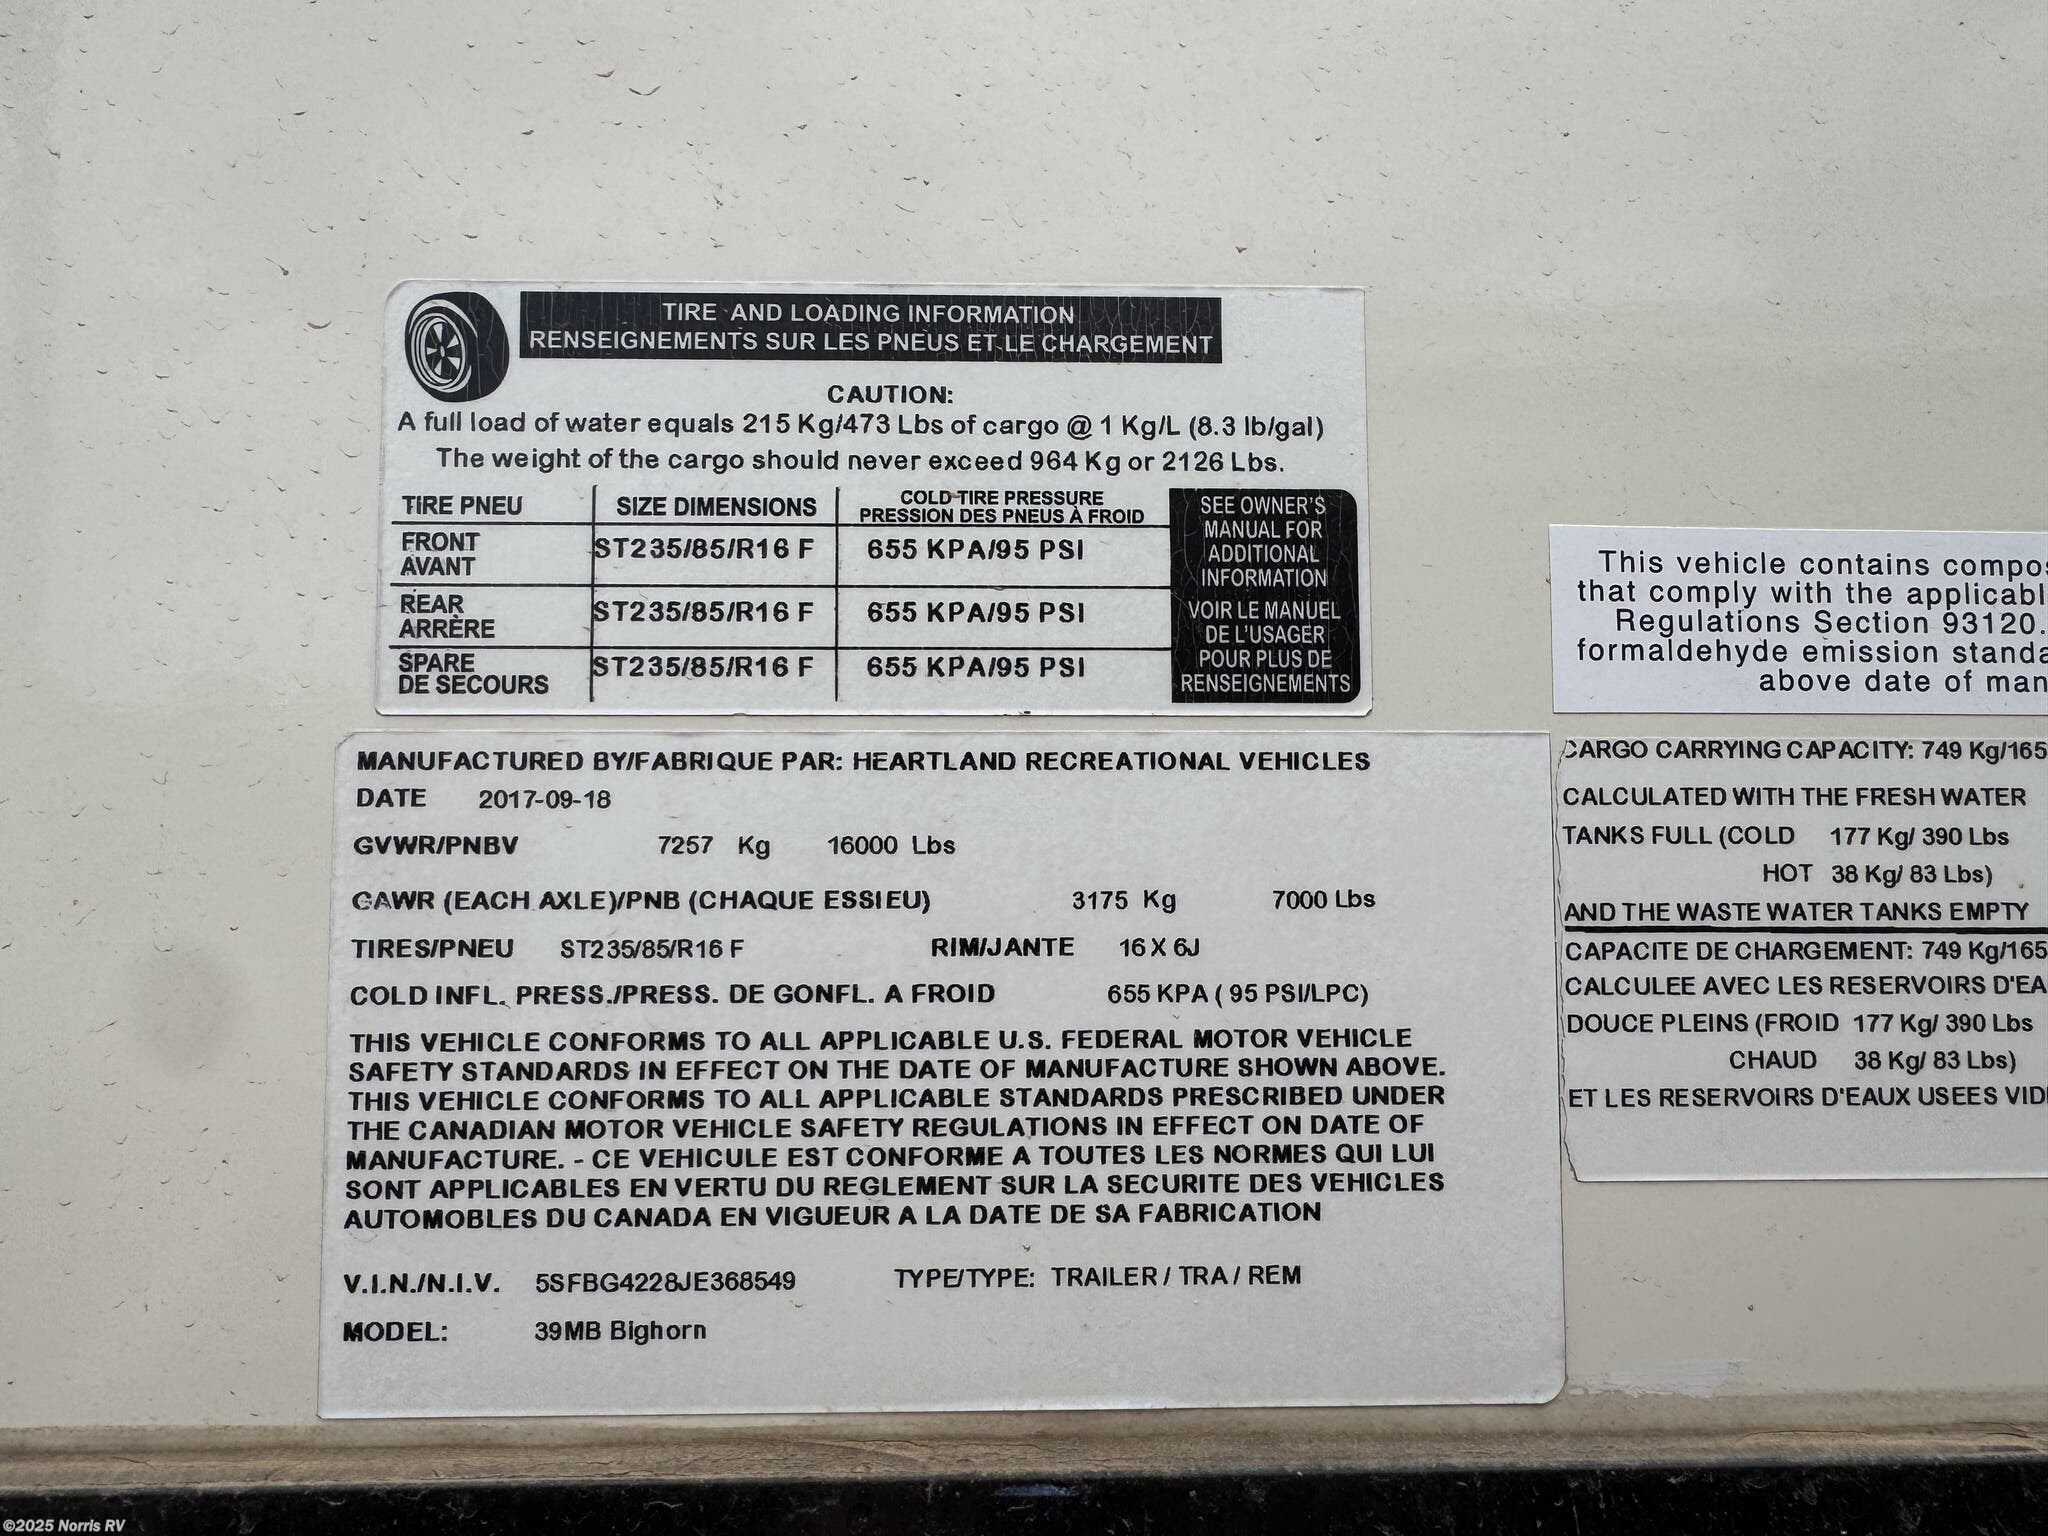 TIRE AND LOADING INFORMATION
RENSEIGNEMENTS SUR LES PNEUS ET LE CHARGEMENT
CAUTION:
A full load of water equals 215 Kg/473 Lbs of cargo @ 1 Kg/L (8.3 lb/gal)
The weight of the cargo should never exceed 964 Kg or 2126 Lbs.
TIRE PNEU SIZE DIMENSIONS COLD TIRE PRESSURE
PRESSION DES PNEUS À FROID
FRONT
AVANT
ST235/85/R16 F 655 KPA/95 PSI
REAR
ARRÈRE
ST235/85/R16 F 655 KPA/95 PSI
SPARE
DE SECOURS
ST235/85/R16 F 655 KPA/95 PSI
SEE OWNER'S
MANUAL FOR
ADDITIONAL
INFORMATION
VOIR LE MANUEL
DE L'USAGER
POUR PLUS DE
RENSEIGNEMENTS
This vehicle contains
that comply with the
Regulations Section 93120.
formaldehyde emission
above date of
MANUFACTURED BY/FABRIQUE PAR: HEARTLAND RECREATIONAL VEHICLES
DATE 2017-09-18
GVWR/PNBV 7257 Kg 16000 Lbs
GAWR (EACH AXLE)/PNB (CHAQUE ESSIEU) 3175 Kg 7000 Lbs
TIRES/PNEU ST235/85/R16 F RIM/JANTE 16 X 6J
COLD INFL. PRESS./PRESS. DE GONFL. A FROID 655 KPA ( 95 PSI/LPC)
THIS VEHICLE CONFORMS TO ALL APPLICABLE U.S. FEDERAL MOTOR VEHICLE
SAFETY STANDARDS IN EFFECT ON THE DATE OF MANUFACTURE SHOWN ABOVE.
THIS VEHICLE CONFORMS TO ALL APPLICABLE STANDARDS PRESCRIBED UNDER
THE CANADIAN MOTOR VEHICLE SAFETY REGULATIONS IN EFFECT ON DATE OF
MANUFACTURE. - CE VEHICULE EST CONFORME A TOUTES LES NORMES QUI LUI
SONT APPLICABLES EN VERTU DU REGLEMENT SUR LA SECURITE DES VEHICLES
AUTOMOBLES DU CANADA EN VIGUEUR A LA DATE DE SA FABRICATION
V.I.N./N.I.V. 5SFBG4228JE368549 TYPE/TYPE: TRAILER / TRA / REM
MODEL: 39MB Bighorn
CARGO CARRYING CAPACITY: 749 Kg/165
CALCULATED WITH THE FRESH WATER
TANKS FULL (COLD 177 Kg/ 390 Lbs
HOT 38 Kg/ 83 Lbs)
AND THE WASTE WATER TANKS EMPTY
CAPACITE DE CHARGEMENT: 749 Kg/165
CALCULEE AVEC LES RESERVOIRS D'EA
DOUCE PLEINS (FROID 177 Kg/ 390 Lbs
CHAUD 38 Kg/ 83 Lbs)
ET LES RESERVOIRS D'EAUX USEES VID
©2025 Norris RV